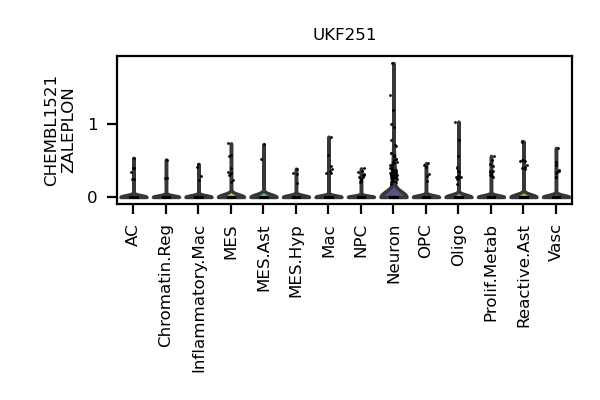 UKF251
CHEMBL1521
ZALEPLON
1
0
AC
Chromatin.Reg
Inflammatory.Mac
MES
MES.Ast
MES.Hyp
Mac
NPC
Neuron
OPC
Oligo
Prolif.Metab
Reactive.Ast
Vasc